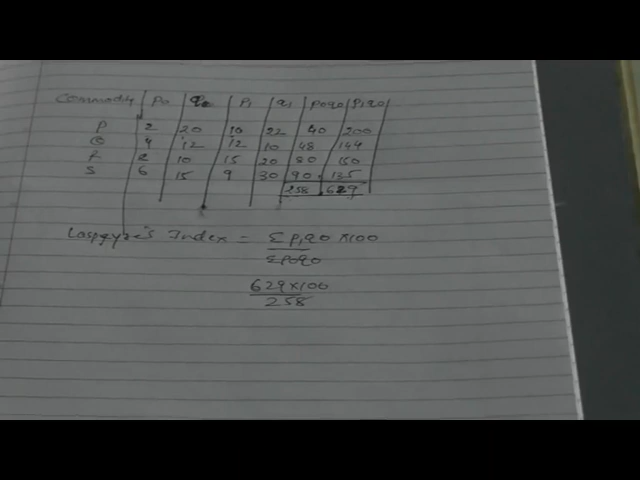 Commodity P0 q0 P1 q1 P0q0 P1q0
P 2 20 10 22 40 200
Q 4 12 12 10 48 144
R 10 15 20 80 150
S 6 15 9 30 90 135
258 629
Laspeyre's Index = Σ P1q0 × 100
ΣP0q0
629×100
258